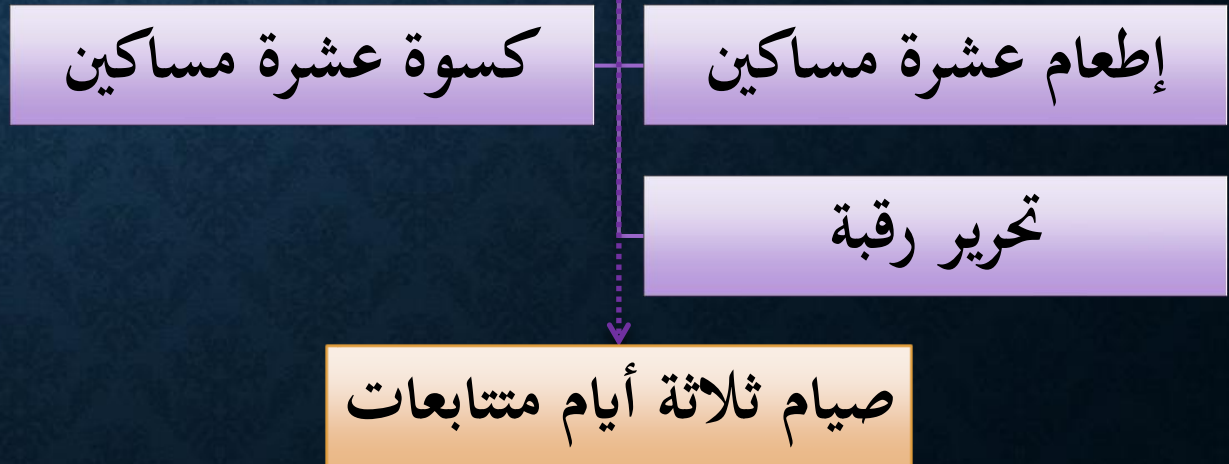 إطعام عشرة مساكين
كسوة عشرة مساكين
تحرير رقبة
صيام ثلاثة أيام متتابعات